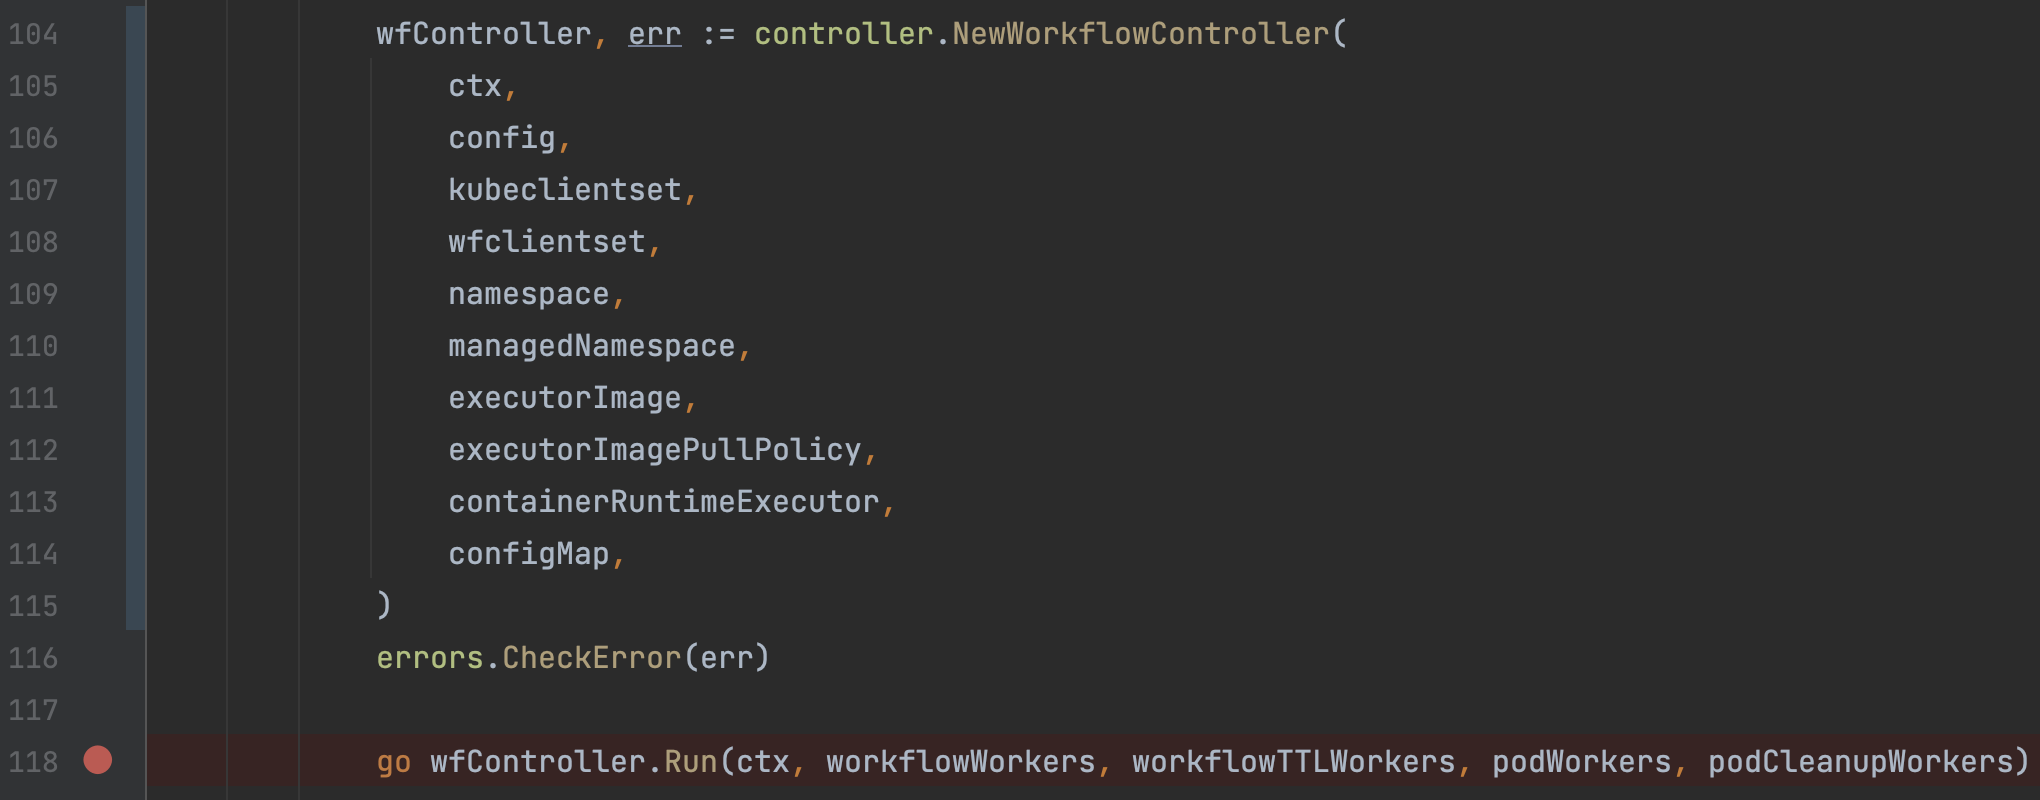 104 wfController, err := controller.NewWorkflowController(
105 ctx,
106 config,
107 kubeclientset,
108 wfclientset,
109 namespace,
110 managedNamespace,
111 executorImage,
112 executorImagePullPolicy,
113 containerRuntimeExecutor,
114 configMap,
115 )
116 errors.CheckError(err)
117
118 go wfController.Run(ctx, workflowWorkers, workflowTTLWorkers, podWorkers, podCleanupWorkers)